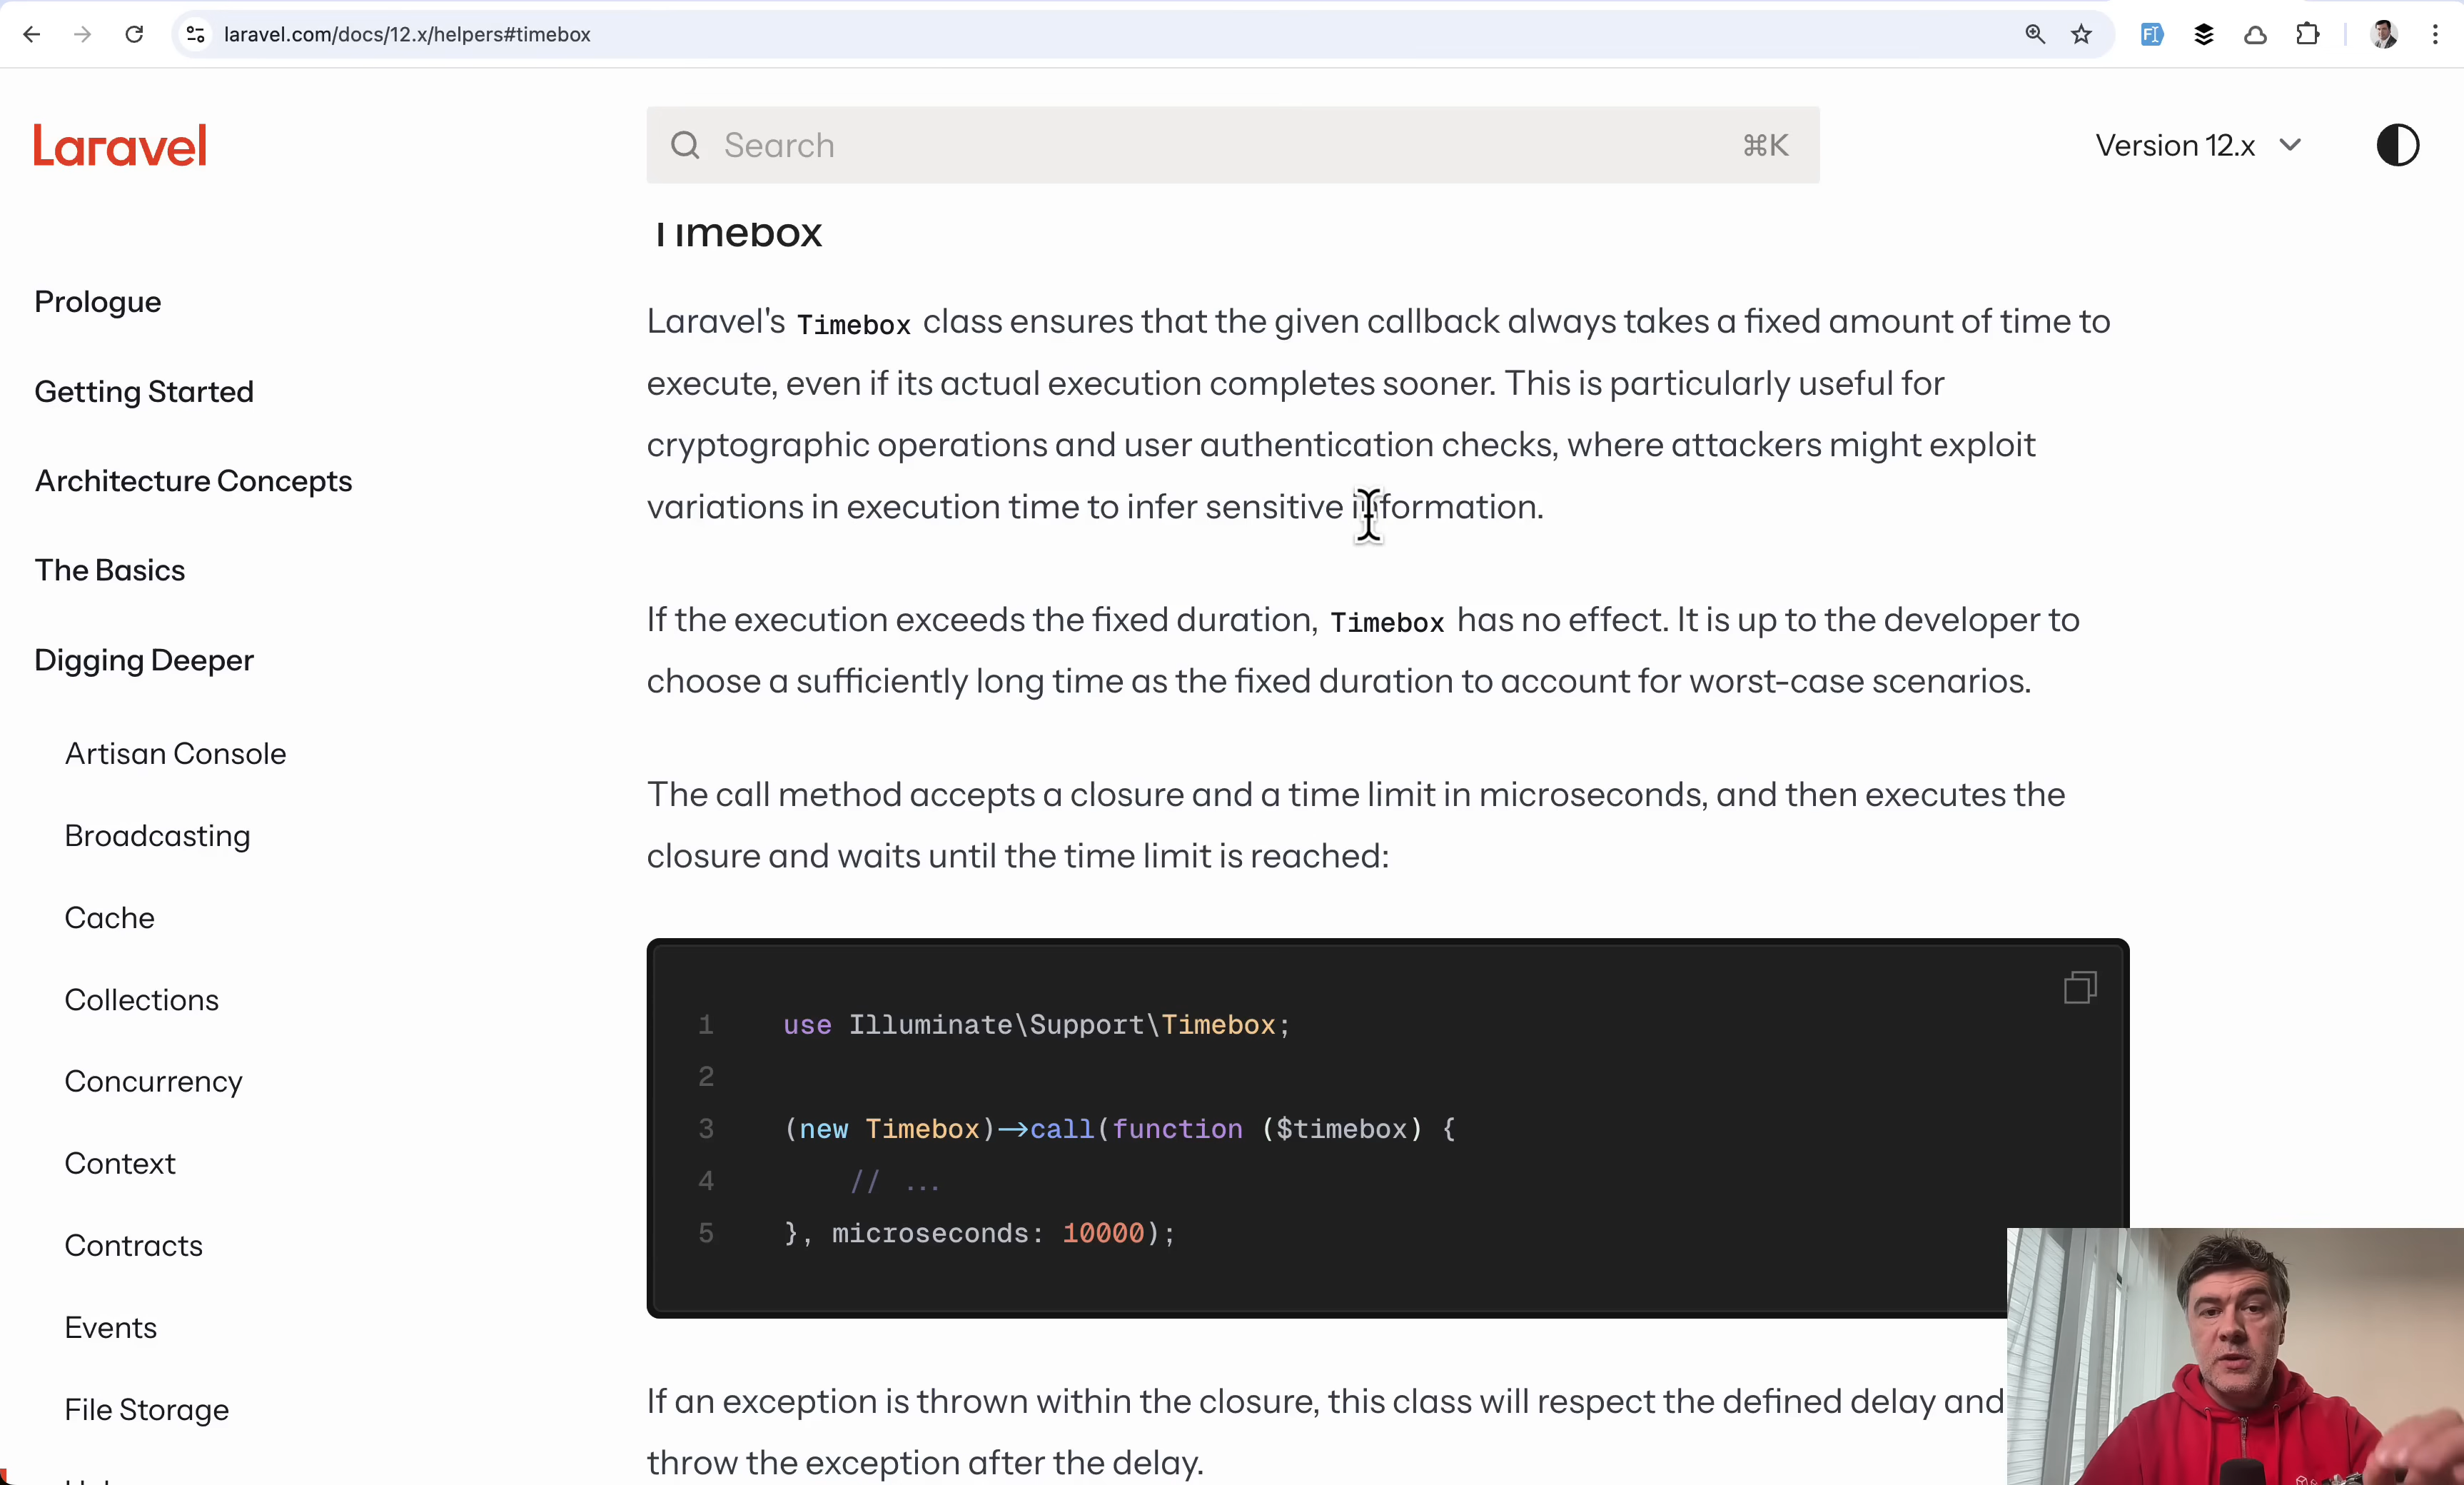 laravel.com/docs/12.x/helpers#timebox
Laravel
Search
⌘K
Version 12.x
Prologue
Getting Started
Architecture Concepts
The Basics
Digging Deeper
Artisan Console
Broadcasting
Cache
Collections
Concurrency
Context
Contracts
Events
File Storage
Timebox
Laravel's Timebox class ensures that the given callback always takes a fixed amount of time to
execute, even if its actual execution completes sooner. This is particularly useful for
cryptographic operations and user authentication checks, where attackers might exploit
variations in execution time to infer sensitive information.
If the execution exceeds the fixed duration, Timebox has no effect. It is up to the developer to
choose a sufficiently long time as the fixed duration to account for worst-case scenarios.
The call method accepts a closure and a time limit in microseconds, and then executes the
closure and waits until the time limit is reached:
1 use Illuminate\Support\Timebox;
2
3 (new Timebox)->call(function ($timebox) {
4 // ...
5 }, microseconds: 10000);
If an exception is thrown within the closure, this class will respect the defined delay and
throw the exception after the delay.